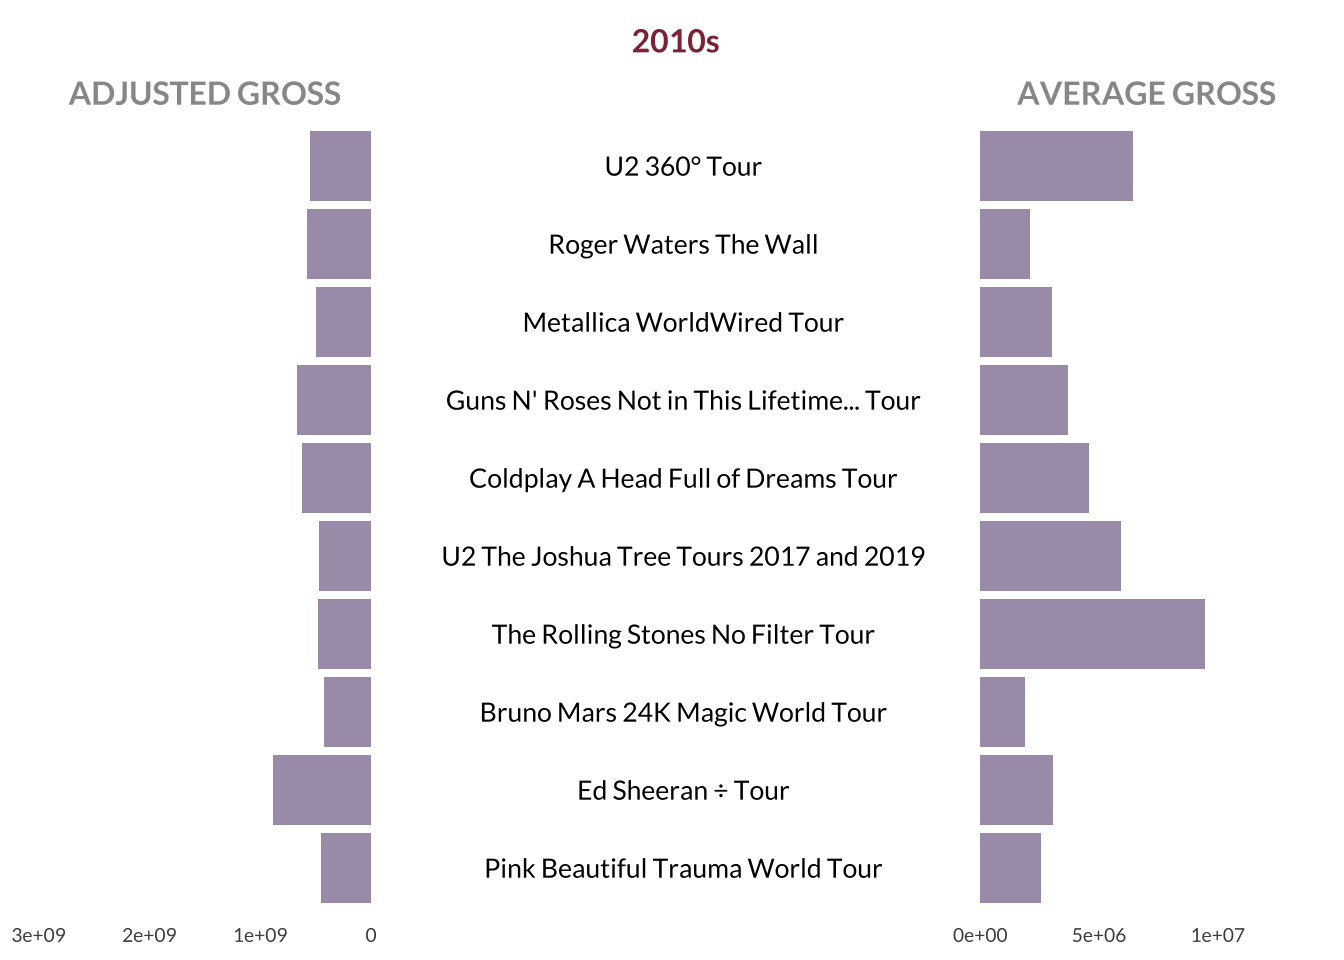 2010s
ADJUSTED GROSS
AVERAGE GROSS
U2 360° Tour
Roger Waters The Wall
Metallica WorldWired Tour
Guns N' Roses Not in This Lifetime... Tour
Coldplay A Head Full of Dreams Tour
U2 The Joshua Tree Tours 2017 and 2019
The Rolling Stones No Filter Tour
Bruno Mars 24K Magic World Tour
Ed Sheeran ÷ Tour
Pink Beautiful Trauma World Tour
3e+09 2e+09 1e+09 0
0e+00 5e+06 1e+07